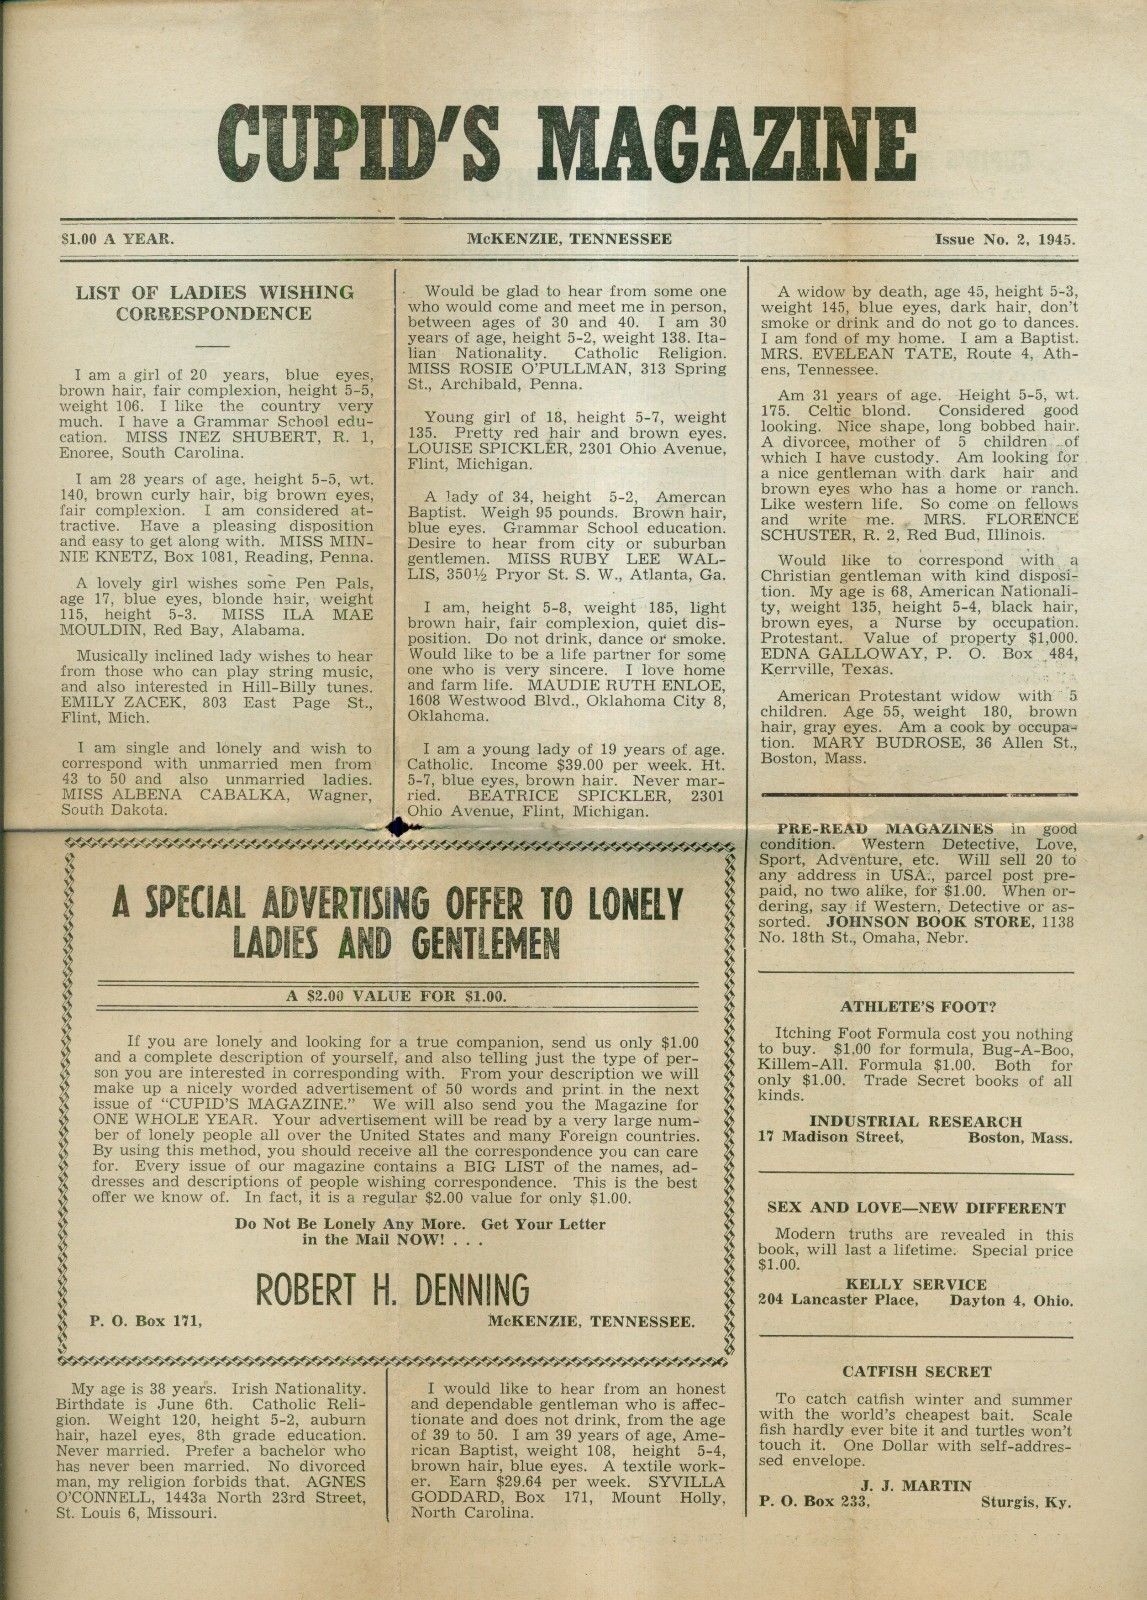 CUPID'S MAGAZINE
$1.00 A YEAR.
McKENZIE, TENNESSEE
Issue No. 2, 1945.
LIST OF LADIES WISHING
CORRESPONDENCE
I am a girl of 20 years, blue eyes,
brown hair, fair complexion, height 5-5,
weight 106. I like the country very
much. I have a Grammar School edu-
cation. MISS INEZ SHUBERT, R. 1,
Enoree, South Carolina.
I am 28 years of age, height 5-5, wt.
140, brown curly hair, big brown eyes,
fair complexion. I am considered at-
tractive. Have a pleasing disposition
and easy to get along with. MISS MIN-
NIE KNETZ, Box 1081, Reading, Penna.
A lovely girl wishes some Pen Pals,
age 17, blue eyes, blonde hair, weight
115, height 5-3. MISS ILA MAE
MOULDIN, Red Bay, Alabama.
Musically inclined lady wishes to hear
from those who can play string music,
and also interested in Hill-Billy tunes.
EMILY ZACEK, 803 East Page St.,
Flint, Mich.
I am single and lonely and wish to
correspond with unmarried men from
43 to 50 and also unmarried ladies.
MISS ALBENA CABALKA, Wagner,
South Dakota.
Would be glad to hear from some one
who would come and meet me in person,
between ages of 30 and 40. I am 30
years of age, height 5-2, weight 138. Ita-
lian Nationality. Catholic Religion.
MISS ROSIE O'PULLMAN, 313 Spring
St., Archibald, Penna.
Young girl of 18, height 5-7, weight
135. Pretty red hair and brown eyes.
LOUISE SPICKLER, 2301 Ohio Avenue,
Flint, Michigan.
A lady of 34, height 5-2, Amercan
Baptist. Weigh 95 pounds. Brown hair,
blue eyes. Grammar School education.
Desire to hear from city or suburban
gentlemen. MISS RUBY LEE WAL-
LIS, 350½ Pryor St. S. W., Atlanta, Ga.
I am, height 5-8, weight 185, light
brown hair, fair complexion, quiet dis-
position. Do not drink, dance or smoke.
Would like to be a life partner for some
one who is very sincere. I love home
and farm life. MAUDIE RUTH ENLOE,
1608 Westwood Blvd., Oklahoma City 8,
Oklahoma.
I am a young lady of 19 years of age.
Catholic. Income $39.00 per week. Ht.
5-7, blue eyes, brown hair. Never mar-
ried. BEATRICE SPICKLER, 2301
Ohio Avenue, Flint, Michigan.
A widow by death, age 45, height 5-3,
weight 145, blue eyes, dark hair, don't
smoke or drink and do not go to dances.
I am fond of my home. I am a Baptist.
MRS. EVELEAN TATE, Route 4, Ath-
ens, Tennessee.
Am 31 years of age. Height 5-5, wt.
175. Celtic blond. Considered good
looking. Nice shape, long bobbed hair.
A divorcee, mother of 5 children of
which I have custody. Am looking for
a nice gentleman with dark hair and
brown eyes who has a home or ranch.
Like western life. So come on fellows
and write me. MRS. FLORENCE
SCHUSTER, R. 2, Red Bud, Illinois.
Would like to correspond with a
Christian gentleman with kind disposi-
tion. My age is 68, American Nationali-
ty, weight 135, height 5-4, black hair,
brown eyes, a Nurse by occupation.
Protestant. Value of property $1,000.
EDNA GALLOWAY, P. O. Box 484,
Kerrville, Texas.
American Protestant widow with 5
children. Age 55, weight 180, brown
hair, gray eyes. Am a cook by occupa-
tion. MARY BUDROSE, 36 Allen St.,
Boston, Mass.
PRE-READ MAGAZINES in good
condition. Western Detective, Love,
Sport, Adventure, etc. Will sell 20 to
any address in USA., parcel post pre-
paid, no two alike, for $1.00. When or-
dering, say if Western, Detective or as-
sorted. JOHNSON BOOK STORE, 1138
No. 18th St., Omaha, Nebr.
ATHLETE'S FOOT?
Itching Foot Formula cost you nothing
to buy. $1.00 for formula, Bug-A-Boo,
Killem-All. Formula $1.00. Both for
only $1.00. Trade Secret books of all
kinds.
INDUSTRIAL RESEARCH
17 Madison Street, Boston, Mass.
SEX AND LOVE—NEW DIFFERENT
Modern truths are revealed in this
book, will last a lifetime. Special price
$1.00.
KELLY SERVICE
204 Lancaster Place, Dayton 4, Ohio.
CATFISH SECRET
To catch catfish winter and summer
with the world's cheapest bait. Scale
fish hardly ever bite it and turtles won't
touch it. One Dollar with self-addres-
sed envelope.
J. J. MARTIN
P. O. Box 233, Sturgis, Ky.
A SPECIAL ADVERTISING OFFER TO LONELY
LADIES AND GENTLEMEN
A $2.00 VALUE FOR $1.00.
If you are lonely and looking for a true companion, send us only $1.00
and a complete description of yourself, and also telling just the type of per-
son you are interested in corresponding with. From your description we will
make up a nicely worded advertisement of 50 words and print in the next
issue of "CUPID'S MAGAZINE." We will also send you the Magazine for
ONE WHOLE YEAR. Your advertisement will be read by a very large num-
ber of lonely people all over the United States and many Foreign countries.
By using this method, you should receive all the correspondence you can care
for. Every issue of our magazine contains a BIG LIST of the names, ad-
dresses and descriptions of people wishing correspondence. This is the best
offer we know of. In fact, it is a regular $2.00 value for only $1.00.
Do Not Be Lonely Any More. Get Your Letter
in the Mail NOW! . . .
ROBERT H. DENNING
P. O. Box 171, McKENZIE, TENNESSEE.
My age is 38 years. Irish Nationality.
Birthdate is June 6th. Catholic Reli-
gion. Weight 120, height 5-2, auburn
hair, hazel eyes, 8th grade education.
Never married. Prefer a bachelor who
has never been married. No divorced
man, my religion forbids that. AGNES
O'CONNELL, 1443a North 23rd Street,
St. Louis 6, Missouri.
I would like to hear from an honest
and dependable gentleman who is affec-
tionate and does not drink, from the age
of 39 to 50. I am 39 years of age, Ame-
rican Baptist, weight 108, height 5-4,
brown hair, blue eyes. A textile work-
er. Earn $29.64 per week. SYVILLA
GODDARD, Box 171, Mount Holly,
North Carolina.